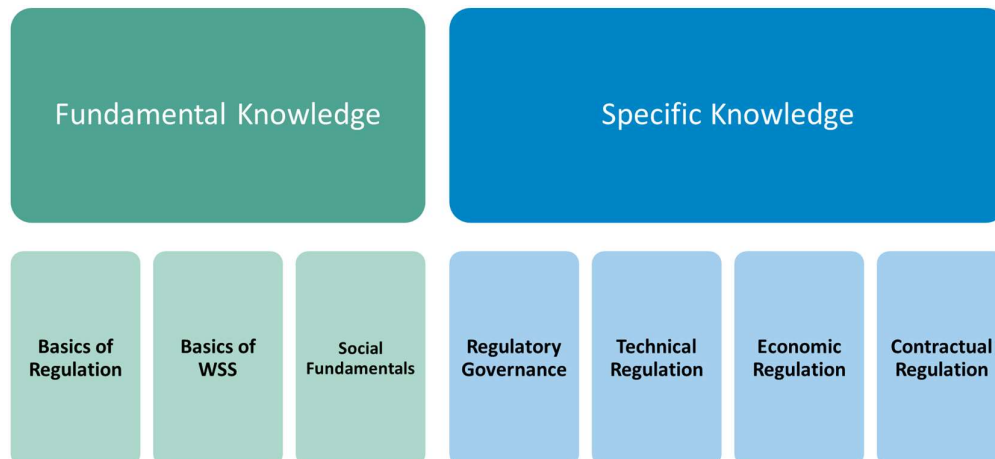 Fundamental Knowledge
Specific Knowledge
Basics of
Regulation
Basics of
WSS
Social
Fundamentals
Regulatory
Governance
Technical
Regulation
Economic
Regulation
Contractual
Regulation